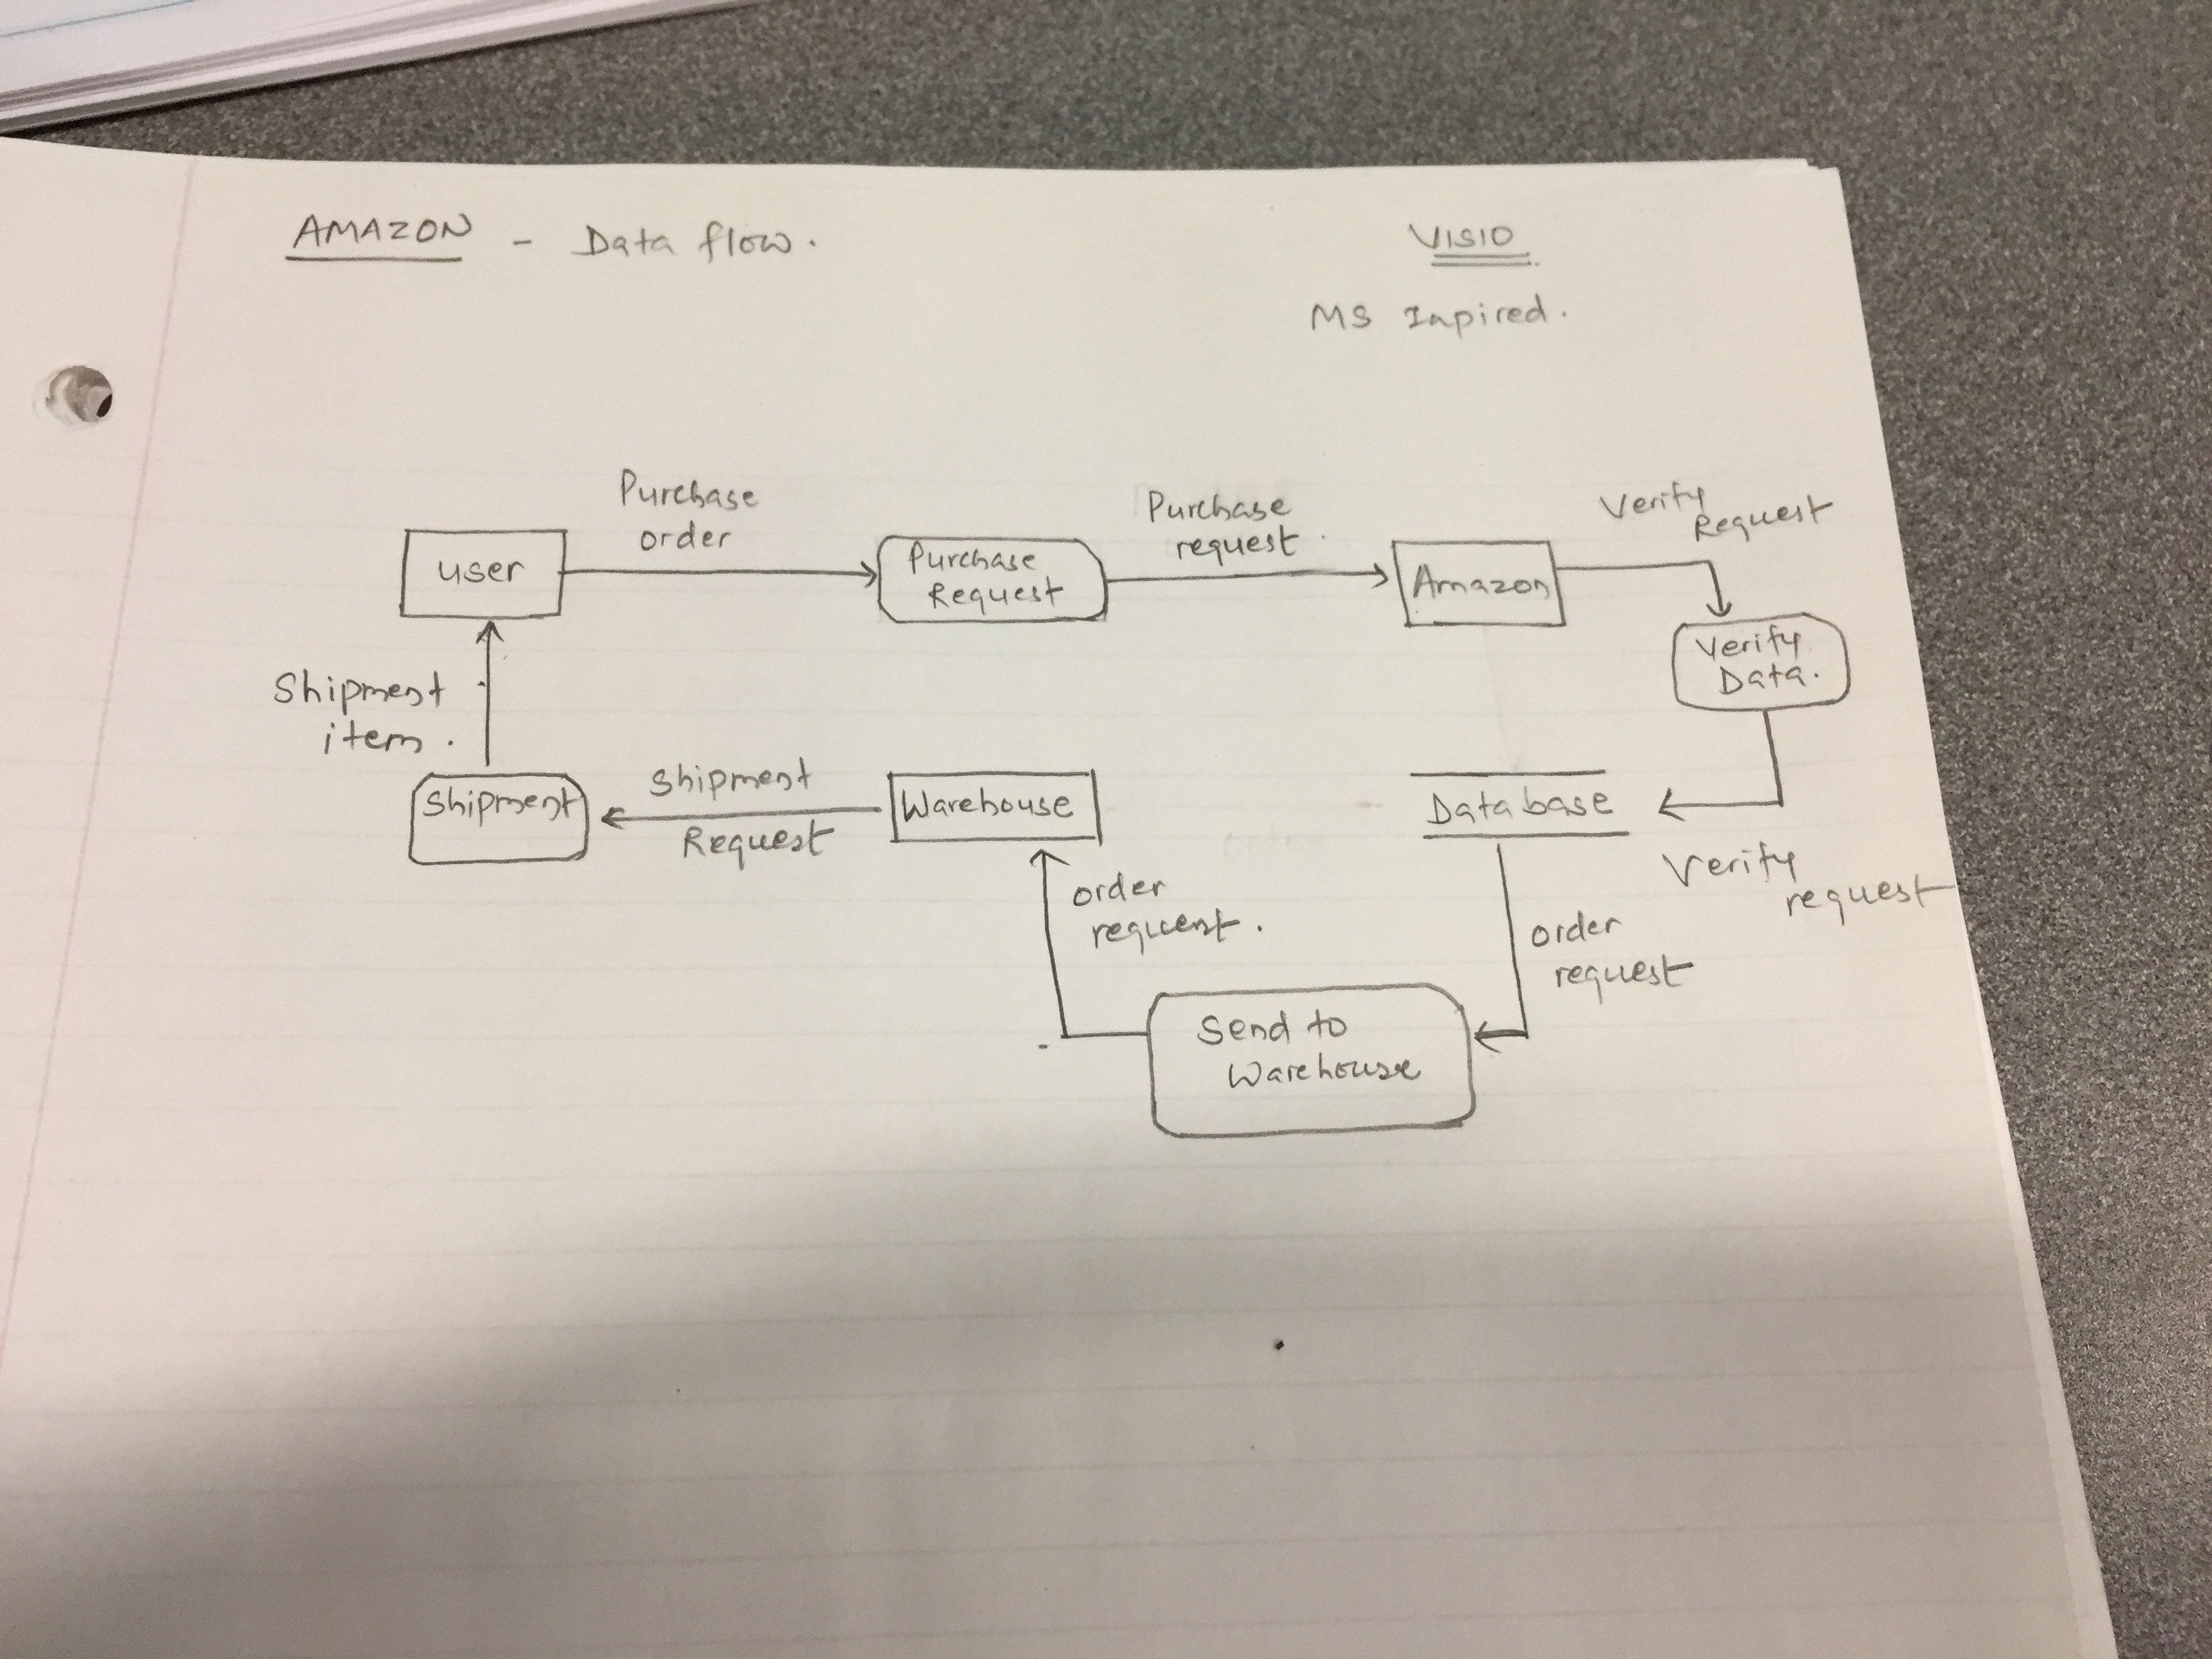 AMAZON - Data flow.
VISIO
MS Inpired.
Purchase
order
Purchase
request.
Verify
Request
user
Purchase
Request
Amazon
Verify
Data.
Shipment
item.
Shipment
Shipment
Request
Warehouse
Database
Verify
request
order
request.
order
request
Send to
Warehouse